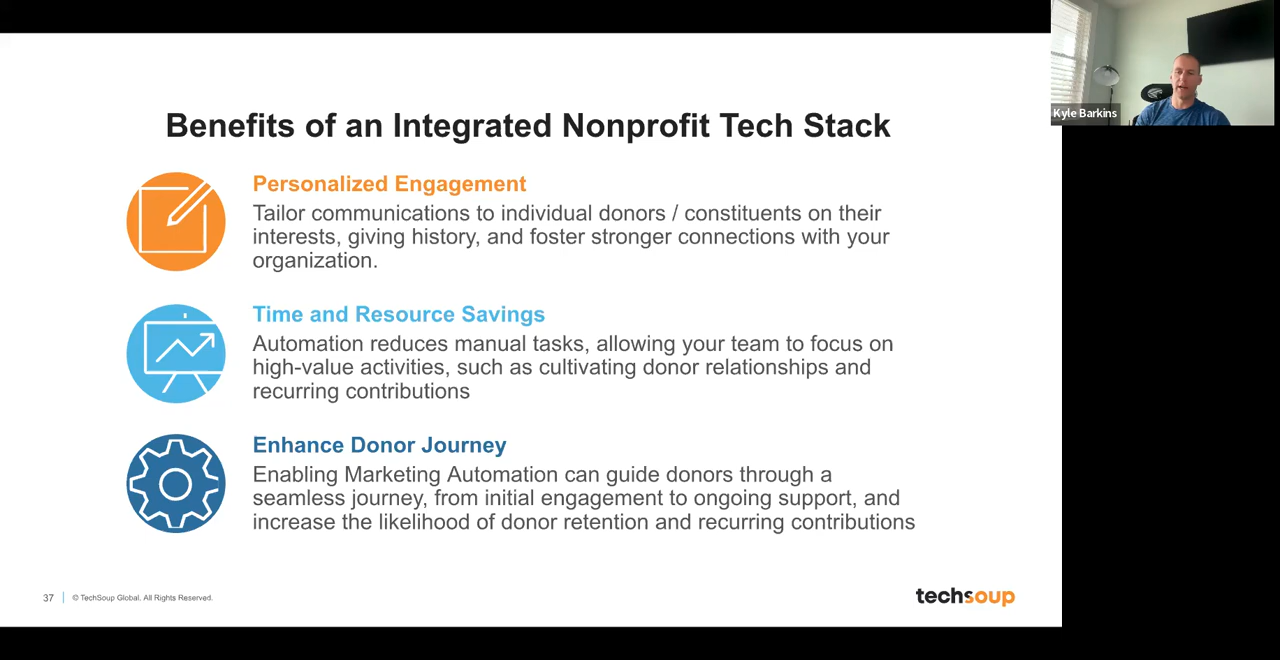 Benefits of an Integrated Nonprofit Tech Stack
Personalized Engagement
Tailor communications to individual donors / constituents on their
interests, giving history, and foster stronger connections with your
organization.
Time and Resource Savings
Automation reduces manual tasks, allowing your team to focus on
high-value activities, such as cultivating donor relationships and
recurring contributions
Enhance Donor Journey
Enabling Marketing Automation can guide donors through a
seamless journey, from initial engagement to ongoing support, and
increase the likelihood of donor retention and recurring contributions
37 | © TechSoup Global. All Rights Reserved.
techsoup
Kyle Barkins